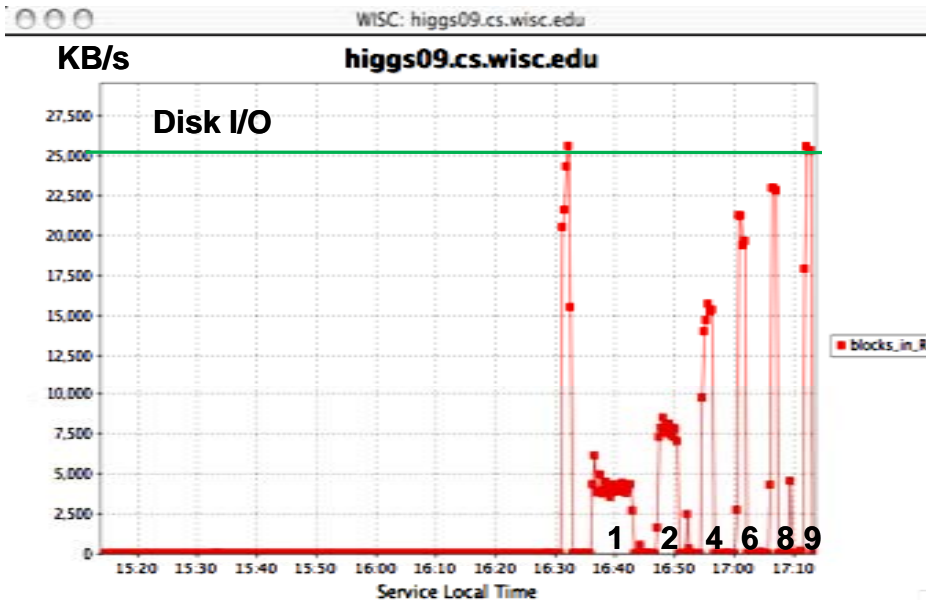 WISC: higgs09.cs.wisc.edu
KB/s
higgs09.cs.wisc.edu
Disk I/O
27,500
25,000
22,500
20,000
17,500
15,000
12,500
10,000
7,500
5,000
2,500
0
blocks_in_R
1 2 4 6 8 9
15:20 15:30 15:40 15:50 16:00 16:10 16:20 16:30 16:40 16:50 17:00 17:10
Service Local Time